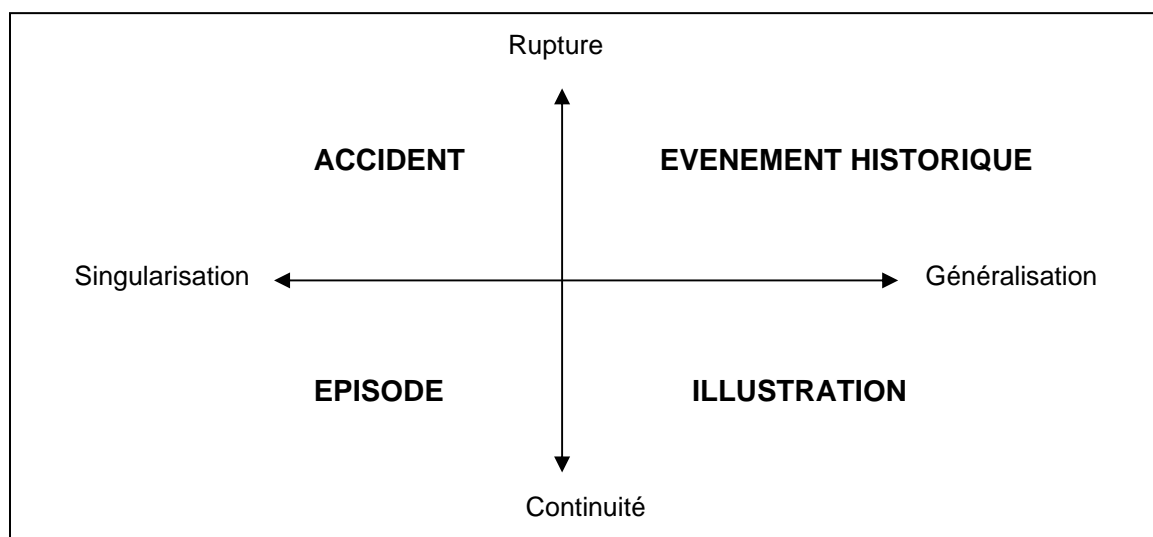 Rupture
ACCIDENT EVENEMENT HISTORIQUE
Singularisation Généralisation
EPISODE ILLUSTRATION
Continuité